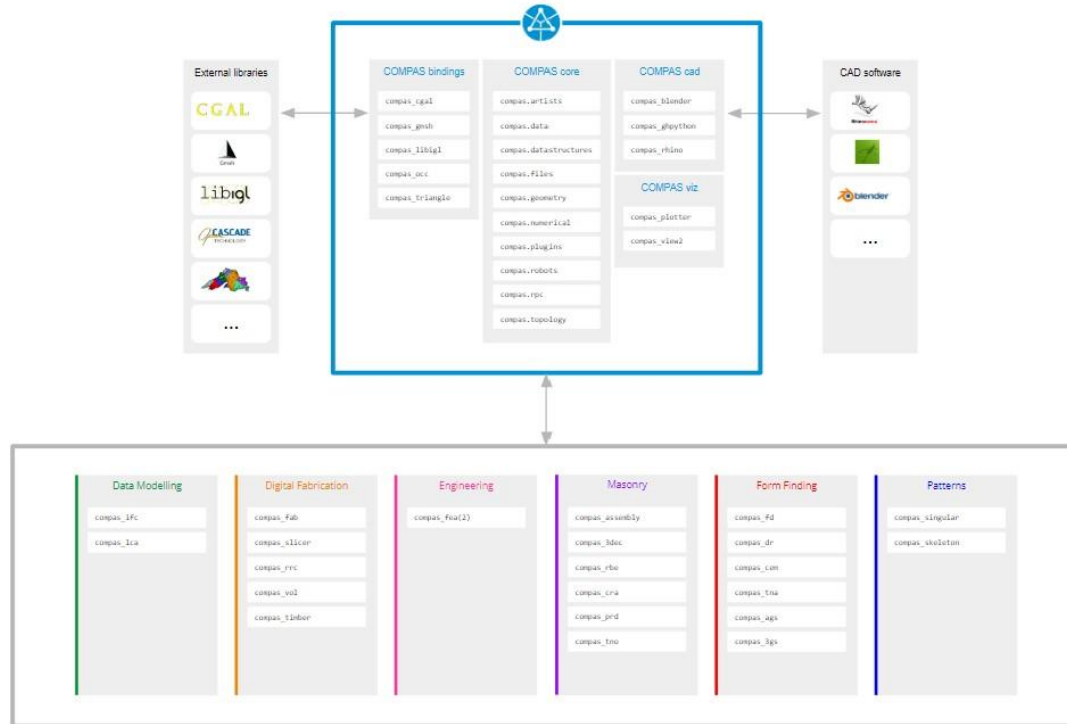 External libraries
CGAL
Gmsh
libigl
CASCADE
TECHNOLOGY
...
COMPAS bindings
compas_cgal
compas_gmsh
compas_libigl
compas_occ
compas_triangle
COMPAS core
compas.artists
compas.data
compas.datastructures
compas.files
compas.geometry
compas.numerical
compas.plugins
compas.robots
compas.rpc
compas.topology
COMPAS cad
compas_blender
compas_ghpython
compas_rhino
COMPAS viz
compas_plotter
compas_view2
CAD software
blender
...
Data Modelling
compas_ifc
compas_lca
Digital Fabrication
compas_fab
compas_slicer
compas_rrc
compas_vol
compas_timber
Engineering
compas_fea(2)
Masonry
compas_assembly
compas_3dec
compas_rbe
compas_cra
compas_prd
compas_tno
Form Finding
compas_fd
compas_dr
compas_cem
compas_tna
compas_ags
compas_3gs
Patterns
compas_singular
compas_skeleton